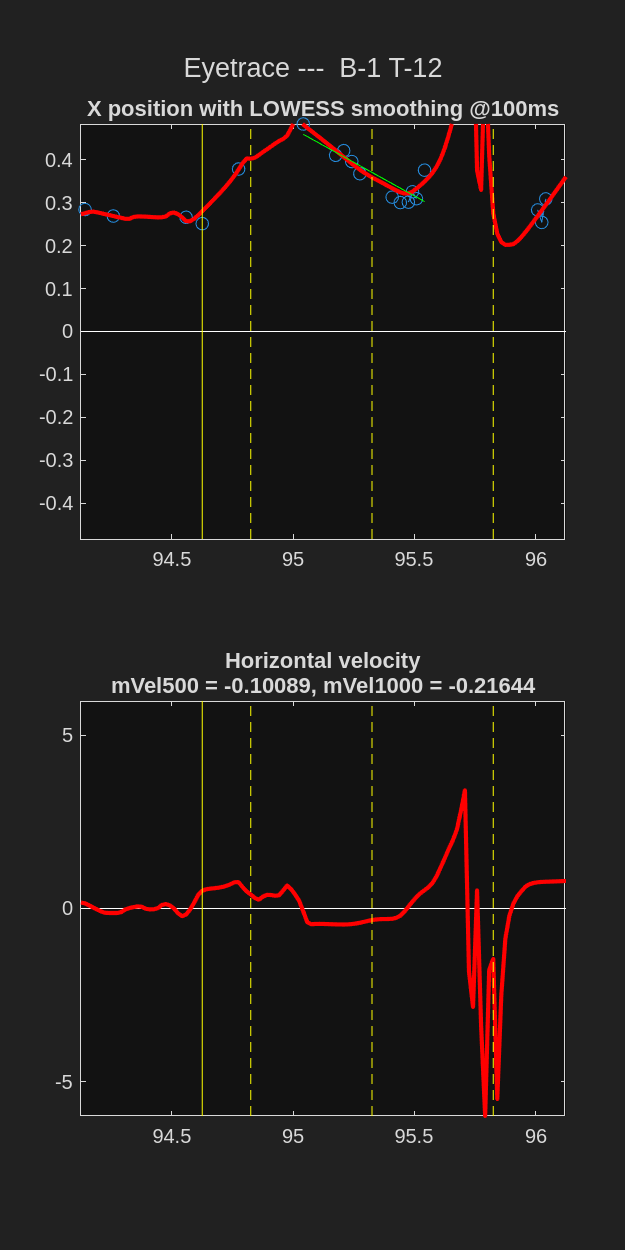 Eyetrace ---  B-1 T-12
X position with LOWESS smoothing @100ms
0.4
0.3
0.2
0.1
0
-0.1
-0.2
-0.3
-0.4
94.5 95 95.5 96
Horizontal velocity
mVel500 = -0.10089, mVel1000 = -0.21644
5
0
-5
94.5 95 95.5 96